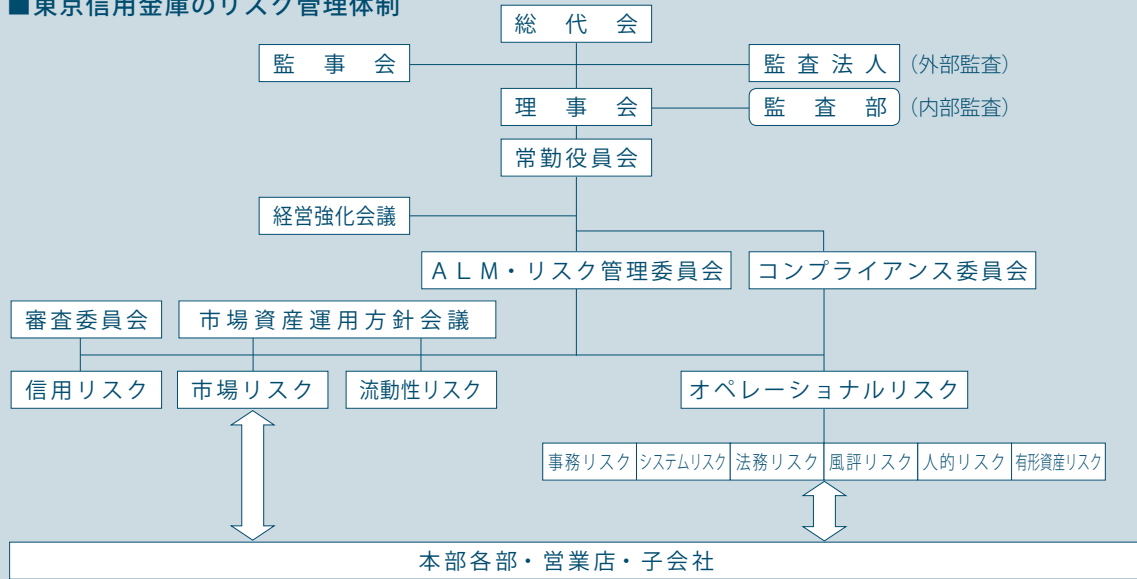 ■東京信用金庫のリスク管理体制
総代会
監事会
監査法人 (外部監査)
理事会
監査部 (内部監査)
常勤役員会
経営強化会議
ALM・リスク管理委員会
コンプライアンス委員会
審査委員会
市場資産運用方針会議
信用リスク
市場リスク
流動性リスク
オペレーショナルリスク
事務リスク
システムリスク
法務リスク
風評リスク
人的リスク
有形資産リスク
本部各部・営業店・子会社